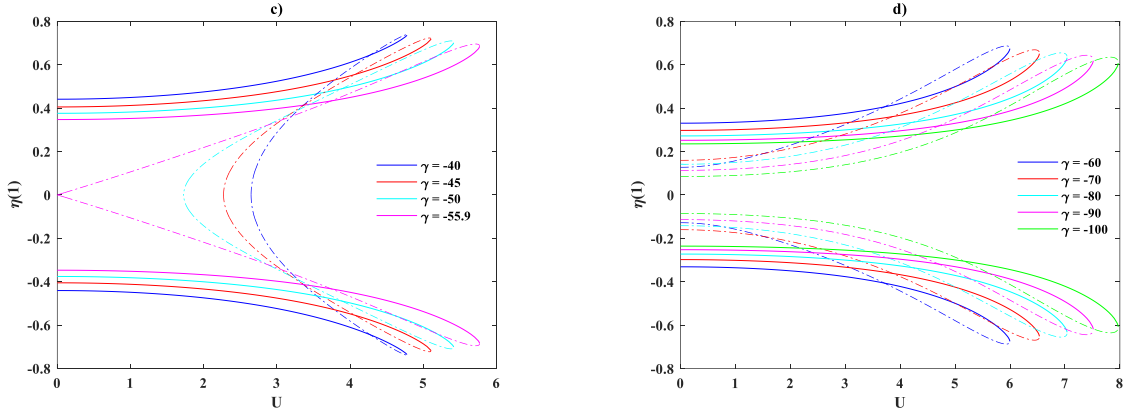 c)
0.8
0.6
0.4
0.2
0
-0.2
-0.4
-0.6
-0.8
η(1)
0 1 2 3 4 5 6
U
γ = -40
γ = -45
γ = -50
γ = -55.9
d)
0.8
0.6
0.4
0.2
0
-0.2
-0.4
-0.6
-0.8
η(1)
0 1 2 3 4 5 6 7 8
U
γ = -60
γ = -70
γ = -80
γ = -90
γ = -100